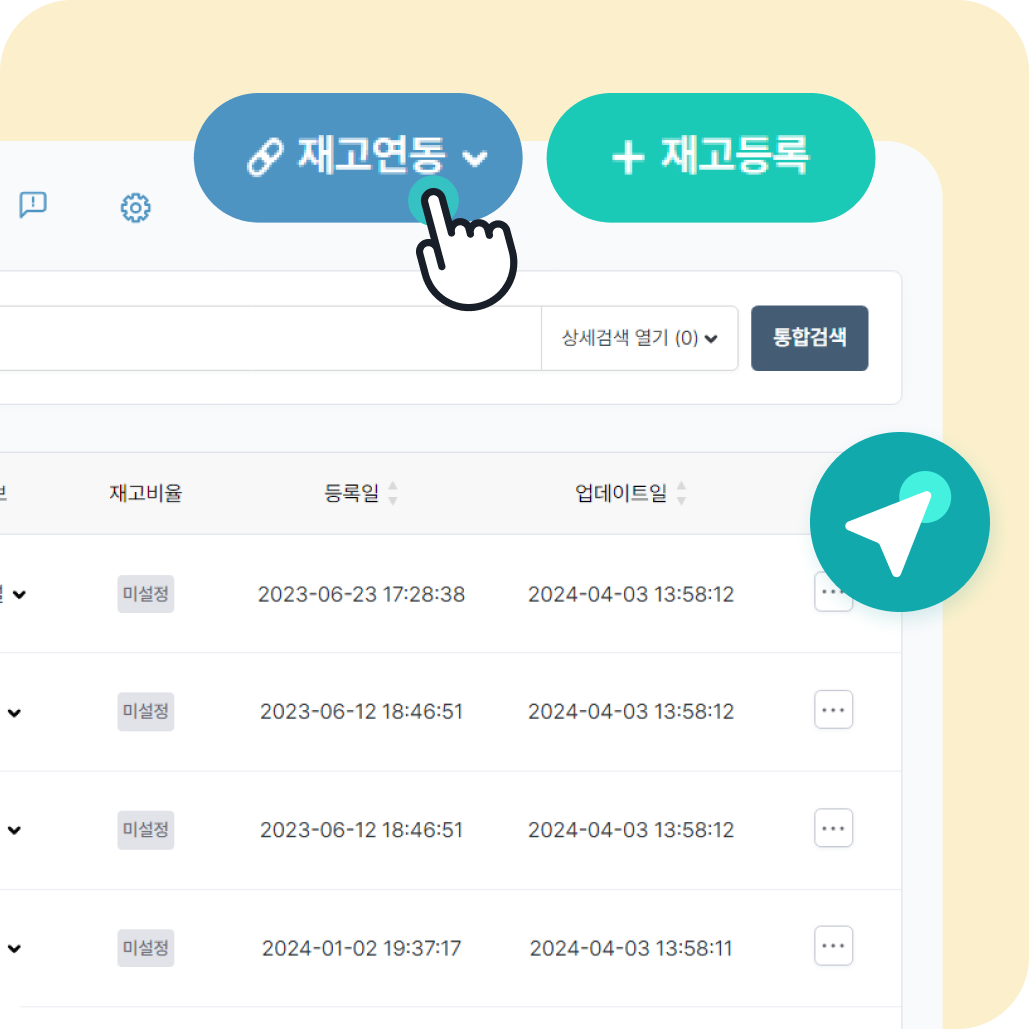 재고연동
+ 재고등록
상세검색 열기 (0)
통합검색
재고비율 등록일 업데이트일
미설정 2023-06-23 17:28:38 2024-04-03 13:58:12
미설정 2023-06-12 18:46:51 2024-04-03 13:58:12
미설정 2023-06-12 18:46:51 2024-04-03 13:58:12
미설정 2024-01-02 19:37:17 2024-04-03 13:58:11